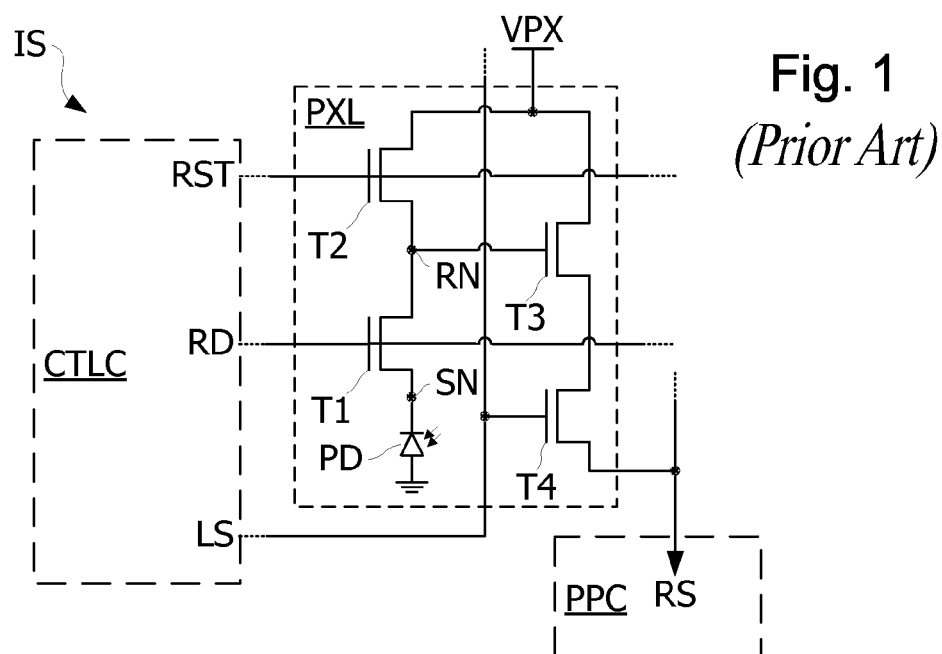 IS
VPX
Fig. 1
(Prior Art)
PXL
RST
T2
RN
T3
RD
CTLC
T1
SN
PD
T4
LS
PPC
RS